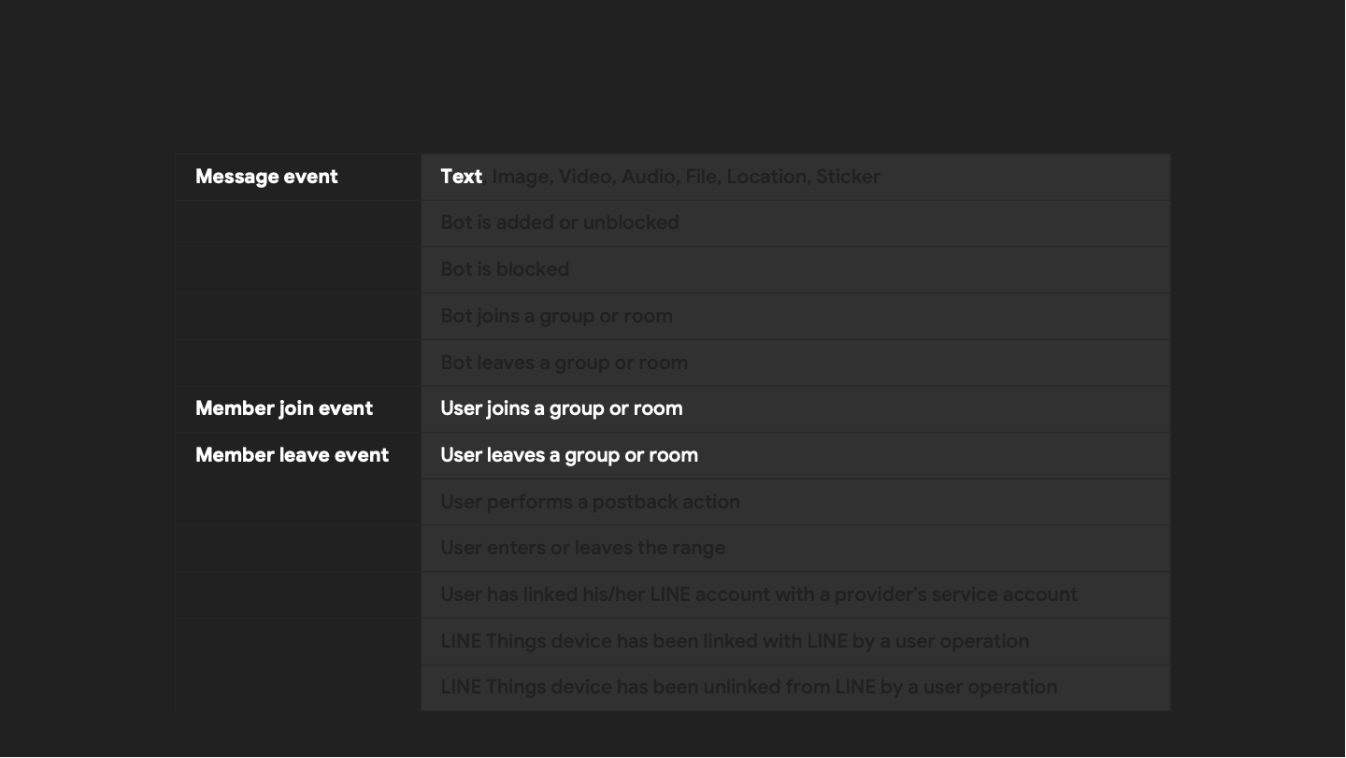 Message event Text, Image, Video, Audio, File, Location, Sticker
Bot is added or unblocked
Bot is blocked
Bot joins a group or room
Bot leaves a group or room
Member join event User joins a group or room
Member leave event User leaves a group or room
User performs a postback action
User enters or leaves the range
User has linked his/her LINE account with a provider's service account
LINE Things device has been linked with LINE by a user operation
LINE Things device has been unlinked from LINE by a user operation